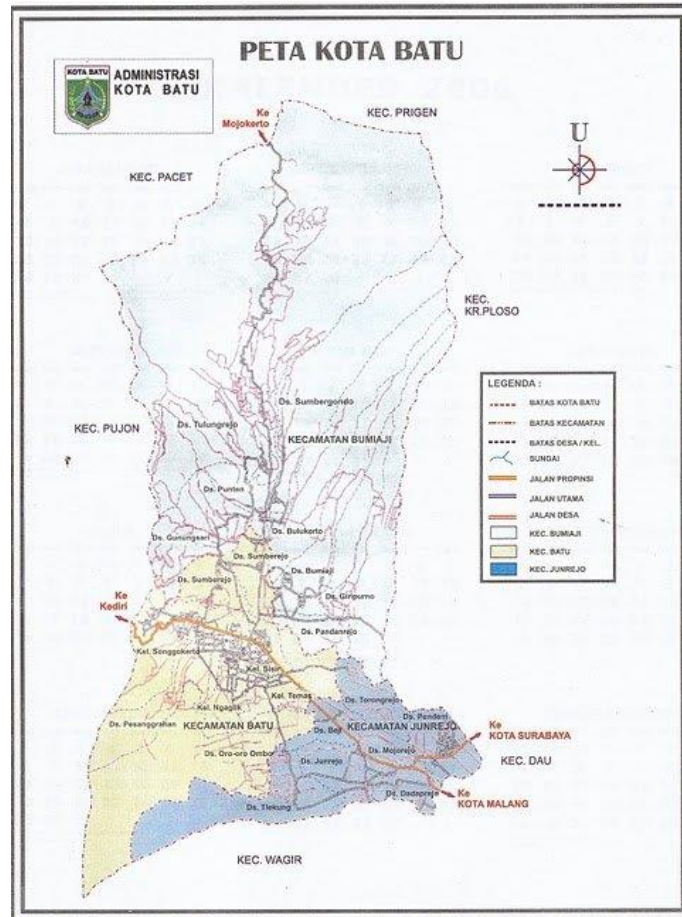 PETA KOTA BATU
KOTA BATU
ADMINISTRASI
KOTA BATU
KEC. PRIGEN
Ke
Mojokerto
U
KEC. PACET
KEC.
KR.PLOSO
KEC. PUJON
Ds. Sumbergondo
Ds. Tulungrejo
KECAMATAN BUMIAJI
Ds. Punten
Ds. Bulukerto
Ds. Gunungsari
Ds. Sumberejo
Ds. Sumberejo
Ds. Bumiaji
Ds. Giripurno
Ke
Kediri
Ds. Pandanrejo
Kel. Songgokerto
Kel. Sisir
Kel. Temas
Kel. Ngaglik
Ds. Torongrejo
Ds. Pendem
Ds. Pesanggrahan
KECAMATAN BATU
Ds. Beji
KECAMATAN JUNREJO
Ke
KOTA SURABAYA
Ds. Oro-oro Ombo
Ds. Junrejo
Ds. Mojorejo
KEC. DAU
Ds. Tlekung
Ds. Dadaprejo
Ke
KOTA MALANG
KEC. WAGIR
LEGENDA :
BATAS KOTA BATU
BATAS KECAMATAN
BATAS DESA / KEL.
SUNGAI
JALAN PROPINSI
JALAN UTAMA
JALAN DESA
KEC. BUMIAJI
KEC. BATU
KEC. JUNREJO